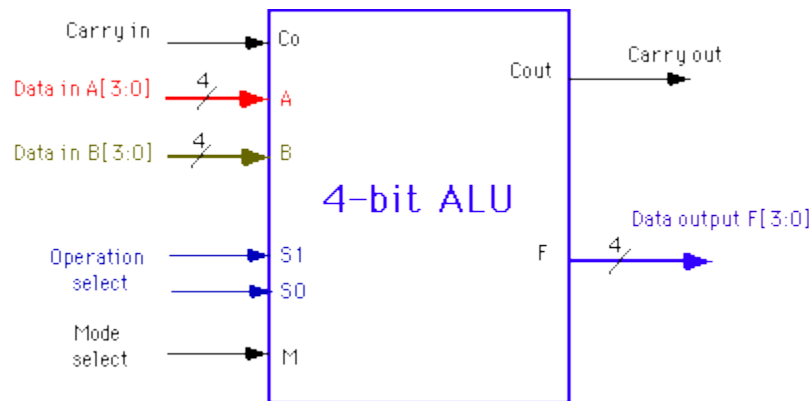 Carry in
Co
Cout
Carry out
Data in A[3:0]
4
A
Data in B[3:0]
4
B
4-bit ALU
Data output F[3:0]
4
F
Operation
select
S1
S0
Mode
select
M